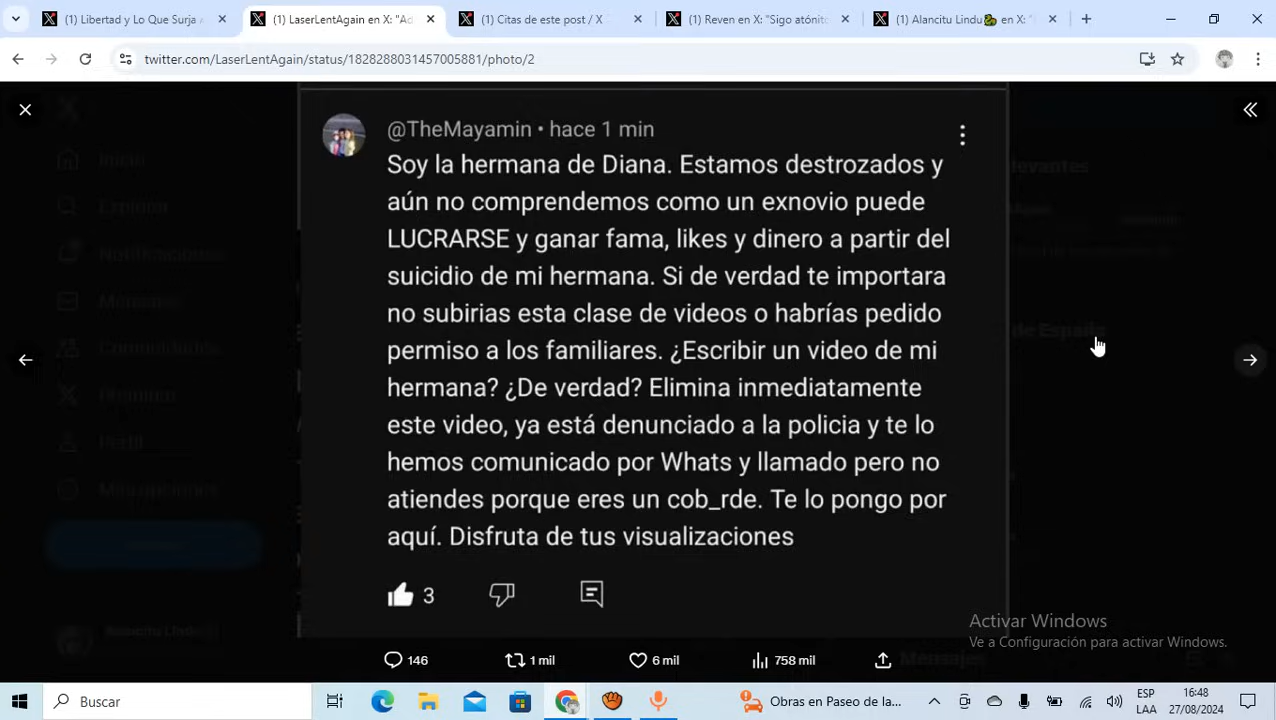 (1) Libertad y Lo Que Surja
(1) LaserLentAgain en X: "Ad
(1) Citas de este post / X
(1) Reven en X: "Sigo atónit
(1) Alancitu Lindu🐍 en X: "
twitter.com/LaserLentAgain/status/1828288031457005881/photo/2
@TheMayamin • hace 1 min
Soy la hermana de Diana. Estamos destrozados y
aún no comprendemos como un exnovio puede
LUCRARSE y ganar fama, likes y dinero a partir del
suicidio de mi hermana. Si de verdad te importara
no subirias esta clase de videos o habrías pedido
permiso a los familiares. ¿Escribir un video de mi
hermana? ¿De verdad? Elimina inmediatamente
este video, ya está denunciado a la policia y te lo
hemos comunicado por Whats y llamado pero no
atiendes porque eres un cob_rde. Te lo pongo por
aquí. Disfruta de tus visualizaciones
3
146
1 mil
6 mil
758 mil
Inicio
Notificaciones
Perfil
de España
Mensajes
Activar Windows
Ve a Configuración para activar Windows.
Buscar
Obras en Paseo de la...
ESP
LAA
16:48
27/08/2024